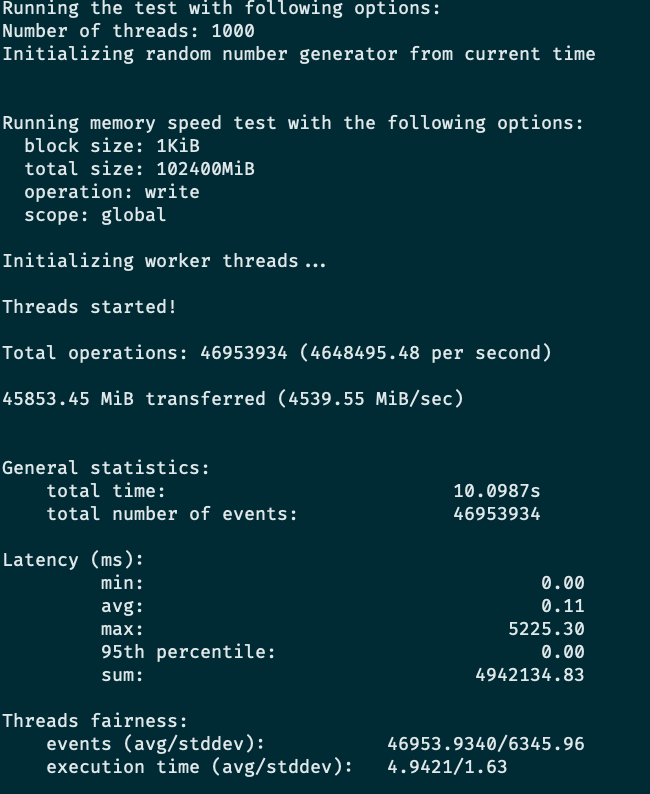 Running the test with following options:
Number of threads: 1000
Initializing random number generator from current time
Running memory speed test with the following options:
block size: 1KiB
total size: 102400MiB
operation: write
scope: global
Initializing worker threads...
Threads started!
Total operations: 46953934 (4648495.48 per second)
45853.45 MiB transferred (4539.55 MiB/sec)
General statistics:
total time: 10.0987s
total number of events: 46953934
Latency (ms):
min: 0.00
avg: 0.11
max: 5225.30
95th percentile: 0.00
sum: 4942134.83
Threads fairness:
events (avg/stddev): 46953.9340/6345.96
execution time (avg/stddev): 4.9421/1.63